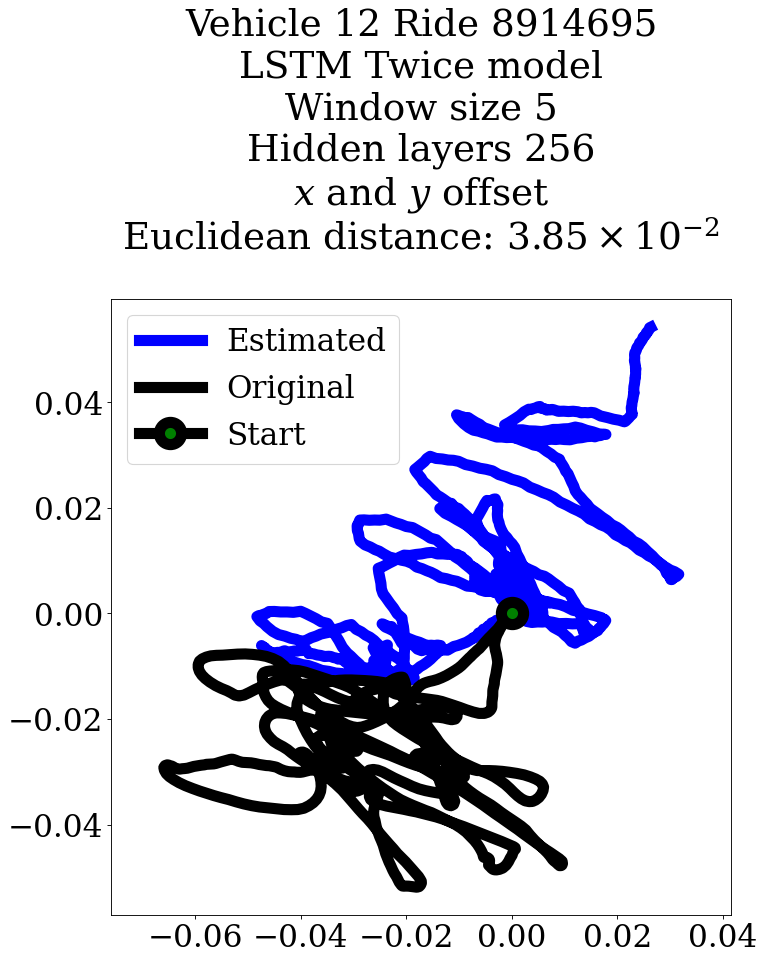 Vehicle 12 Ride 8914695
LSTM Twice model
Window size 5
Hidden layers 256
x and y offset
Euclidean distance: 3.85 × 10⁻²
Estimated
Original
Start
0.04
0.02
0.00
−0.02
−0.04
−0.06 −0.04 −0.02 0.00 0.02 0.04